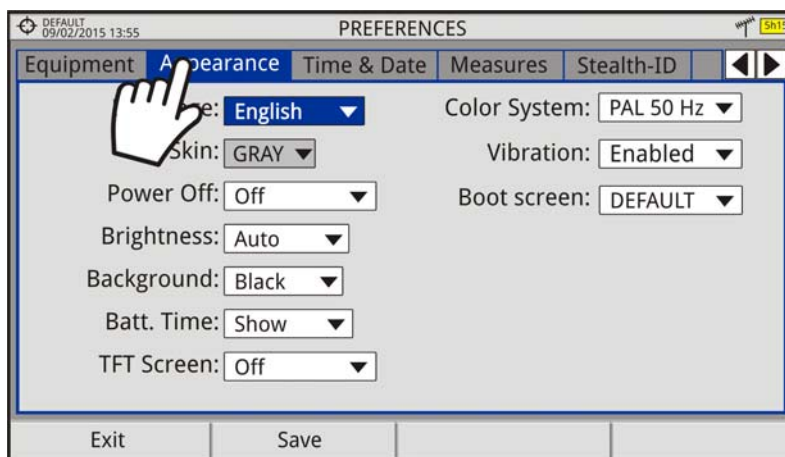 DEFAULT
09/02/2015 13:55
PREFERENCES
5h15
Equipment
Appearance
Time & Date
Measures
Stealth-ID
English
Skin: GRAY
Power Off: Off
Brightness: Auto
Background: Black
Batt. Time: Show
TFT Screen: Off
Color System: PAL 50 Hz
Vibration: Enabled
Boot screen: DEFAULT
Exit
Save